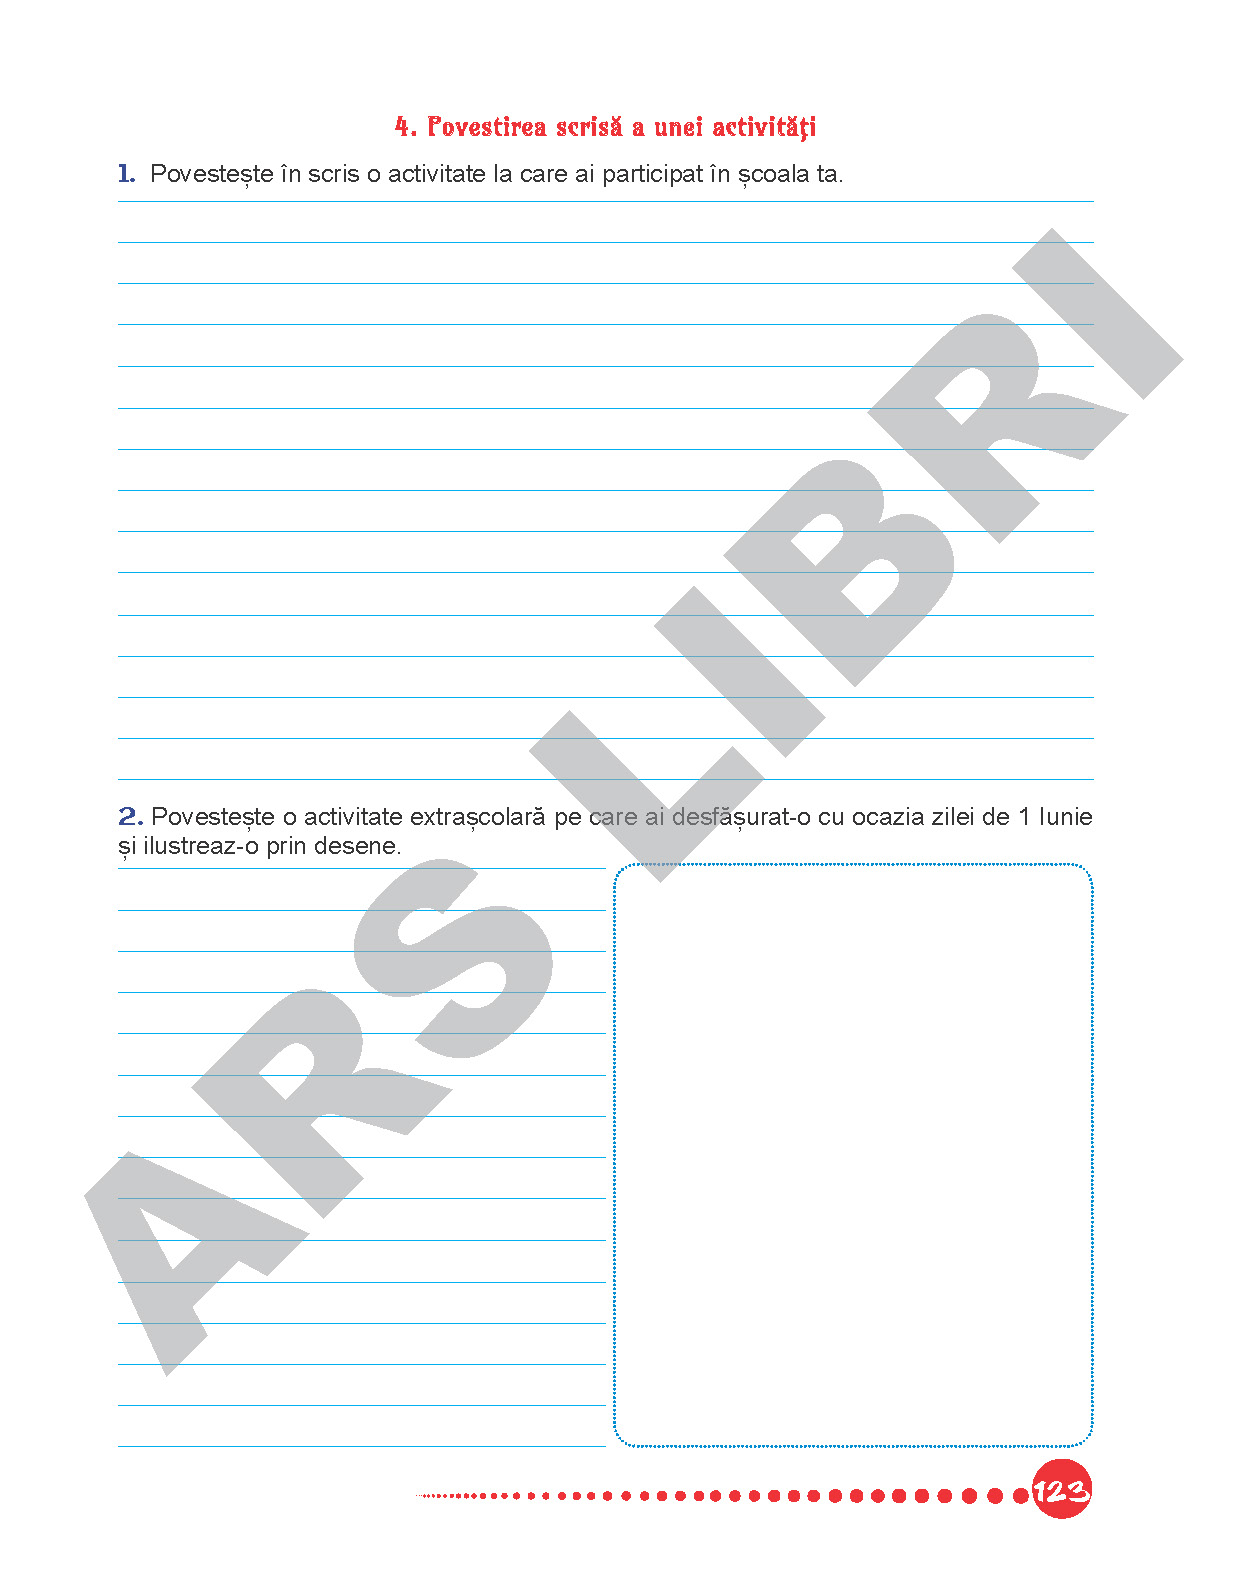 4. Povestirea scrisă a unei activități
1. Povestește în scris o activitate la care ai participat în școala ta.
2. Povestește o activitate extrașcolară pe care ai desfășurat-o cu ocazia zilei de 1 Iunie
și ilustreaz-o prin desene.
ARS LIBRI
123